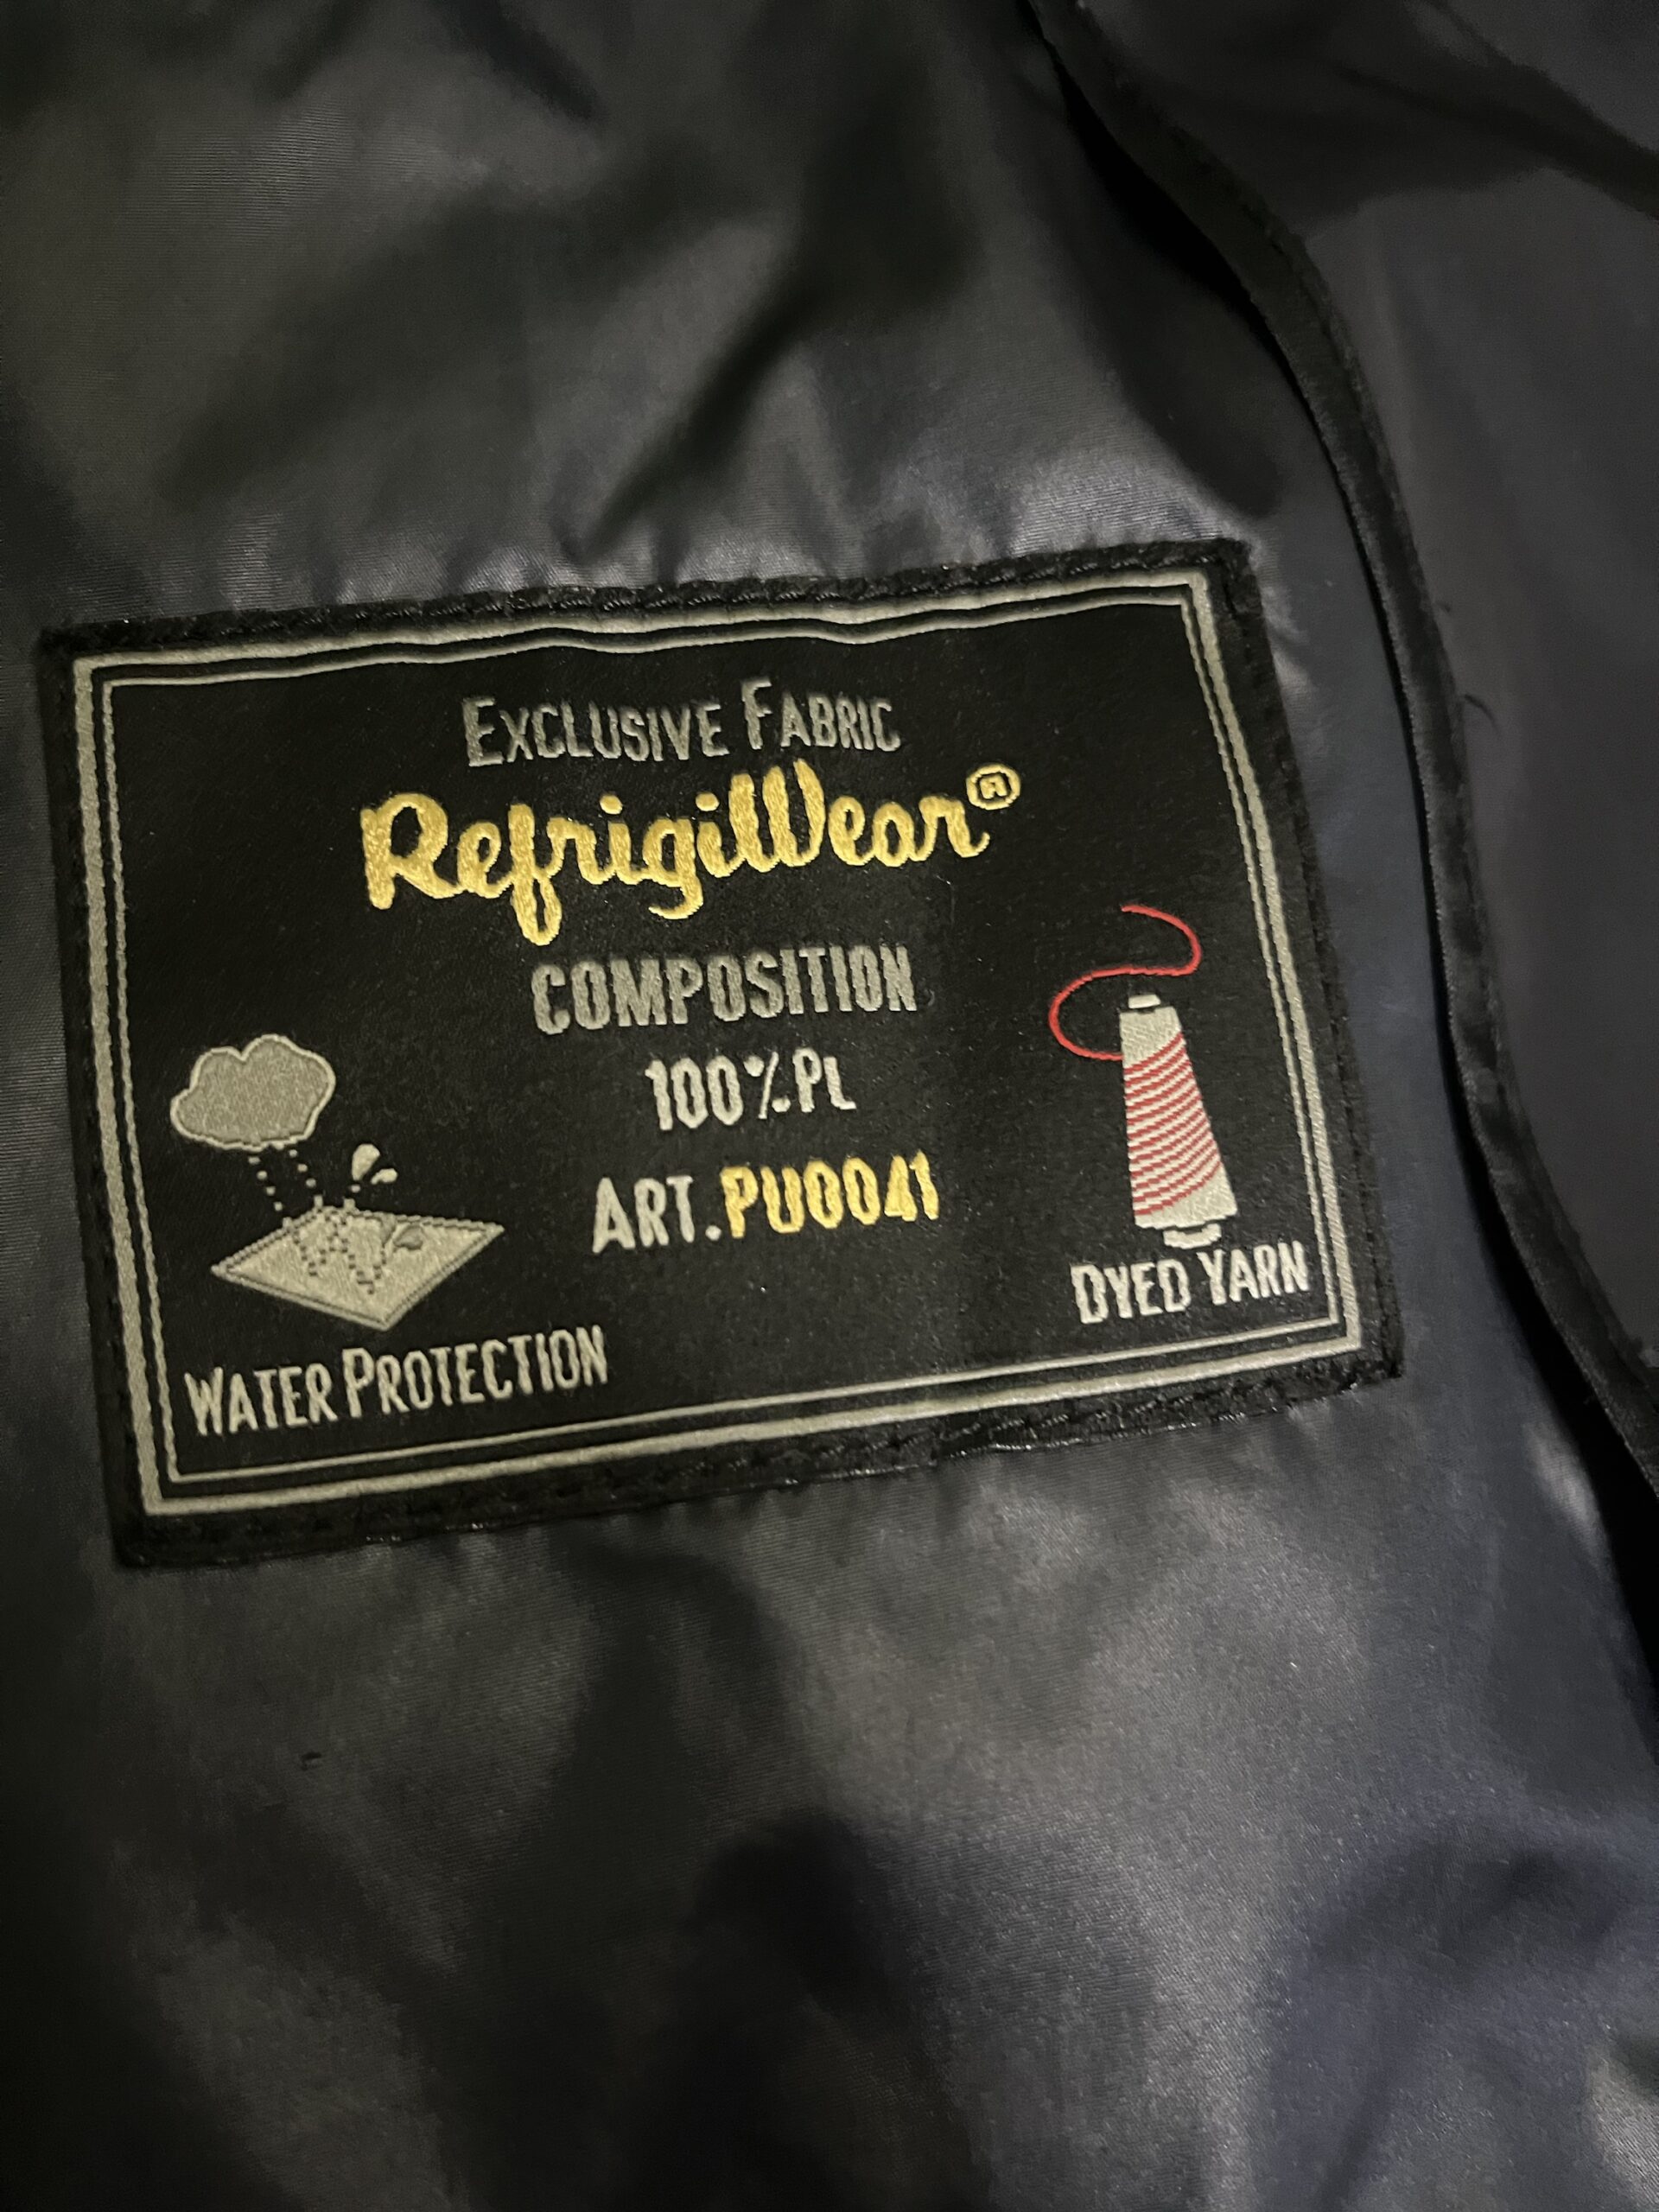 EXCLUSIVE FABRIC
RefrigiWear®
COMPOSITION
100% PL
ART.PU0041
WATER PROTECTION
DYED YARN